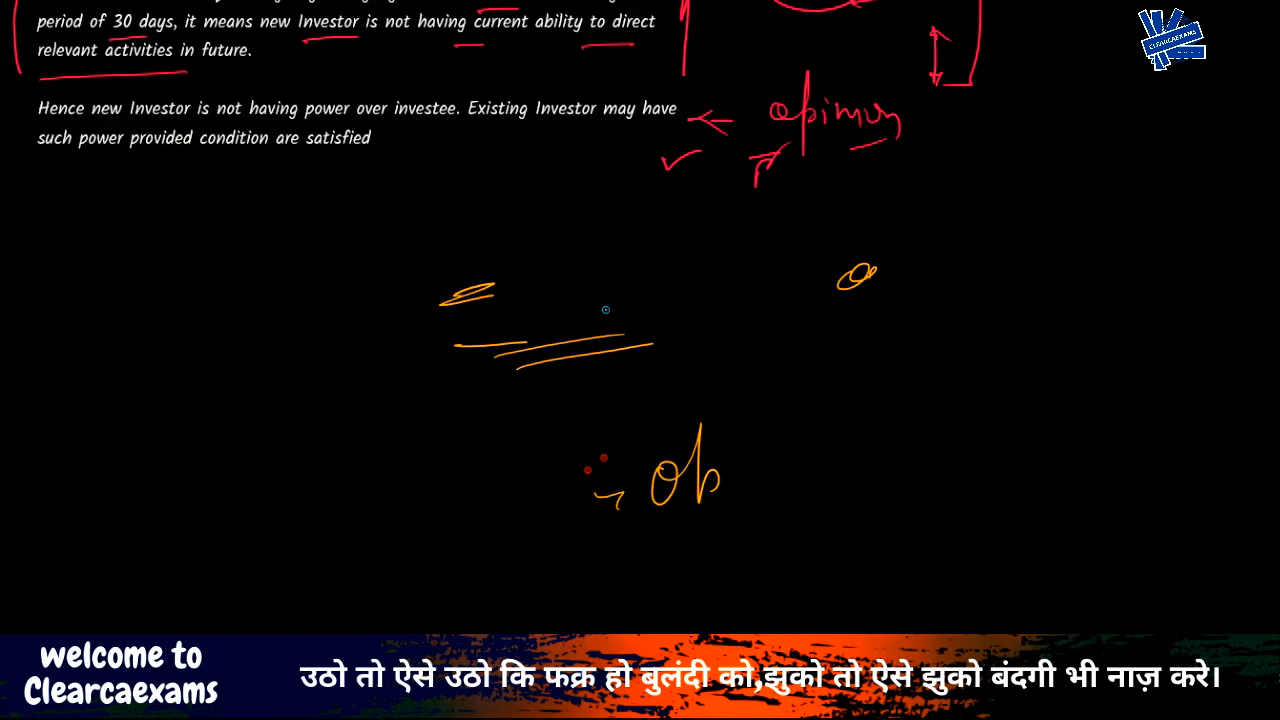 period of 30 days, it means new Investor is not having current ability to direct
relevant activities in future.
Hence new Investor is not having power over investee. Existing Investor may have
such power provided condition are satisfied
CLEARCAEXAMS
welcome to
Clearcaexams
उठो तो ऐसे उठो कि फक्र हो बुलंदी को,झुको तो ऐसे झुको बंदगी भी नाज़ करे।